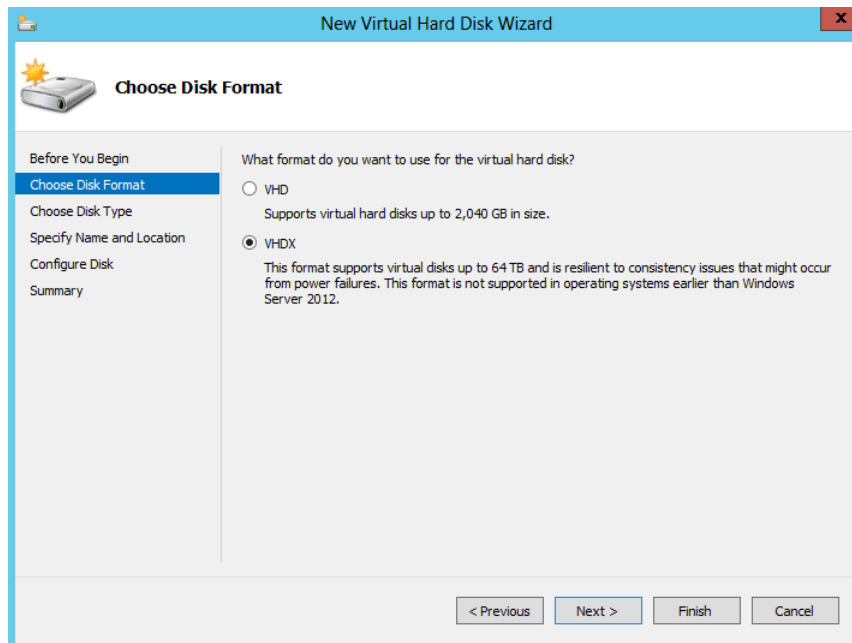 New Virtual Hard Disk Wizard
x
Choose Disk Format
Before You Begin
Choose Disk Format
Choose Disk Type
Specify Name and Location
Configure Disk
Summary
What format do you want to use for the virtual hard disk?
VHD
Supports virtual hard disks up to 2,040 GB in size.
VHDX
This format supports virtual disks up to 64 TB and is resilient to consistency issues that might occur
from power failures. This format is not supported in operating systems earlier than Windows
Server 2012.
< Previous
Next >
Finish
Cancel